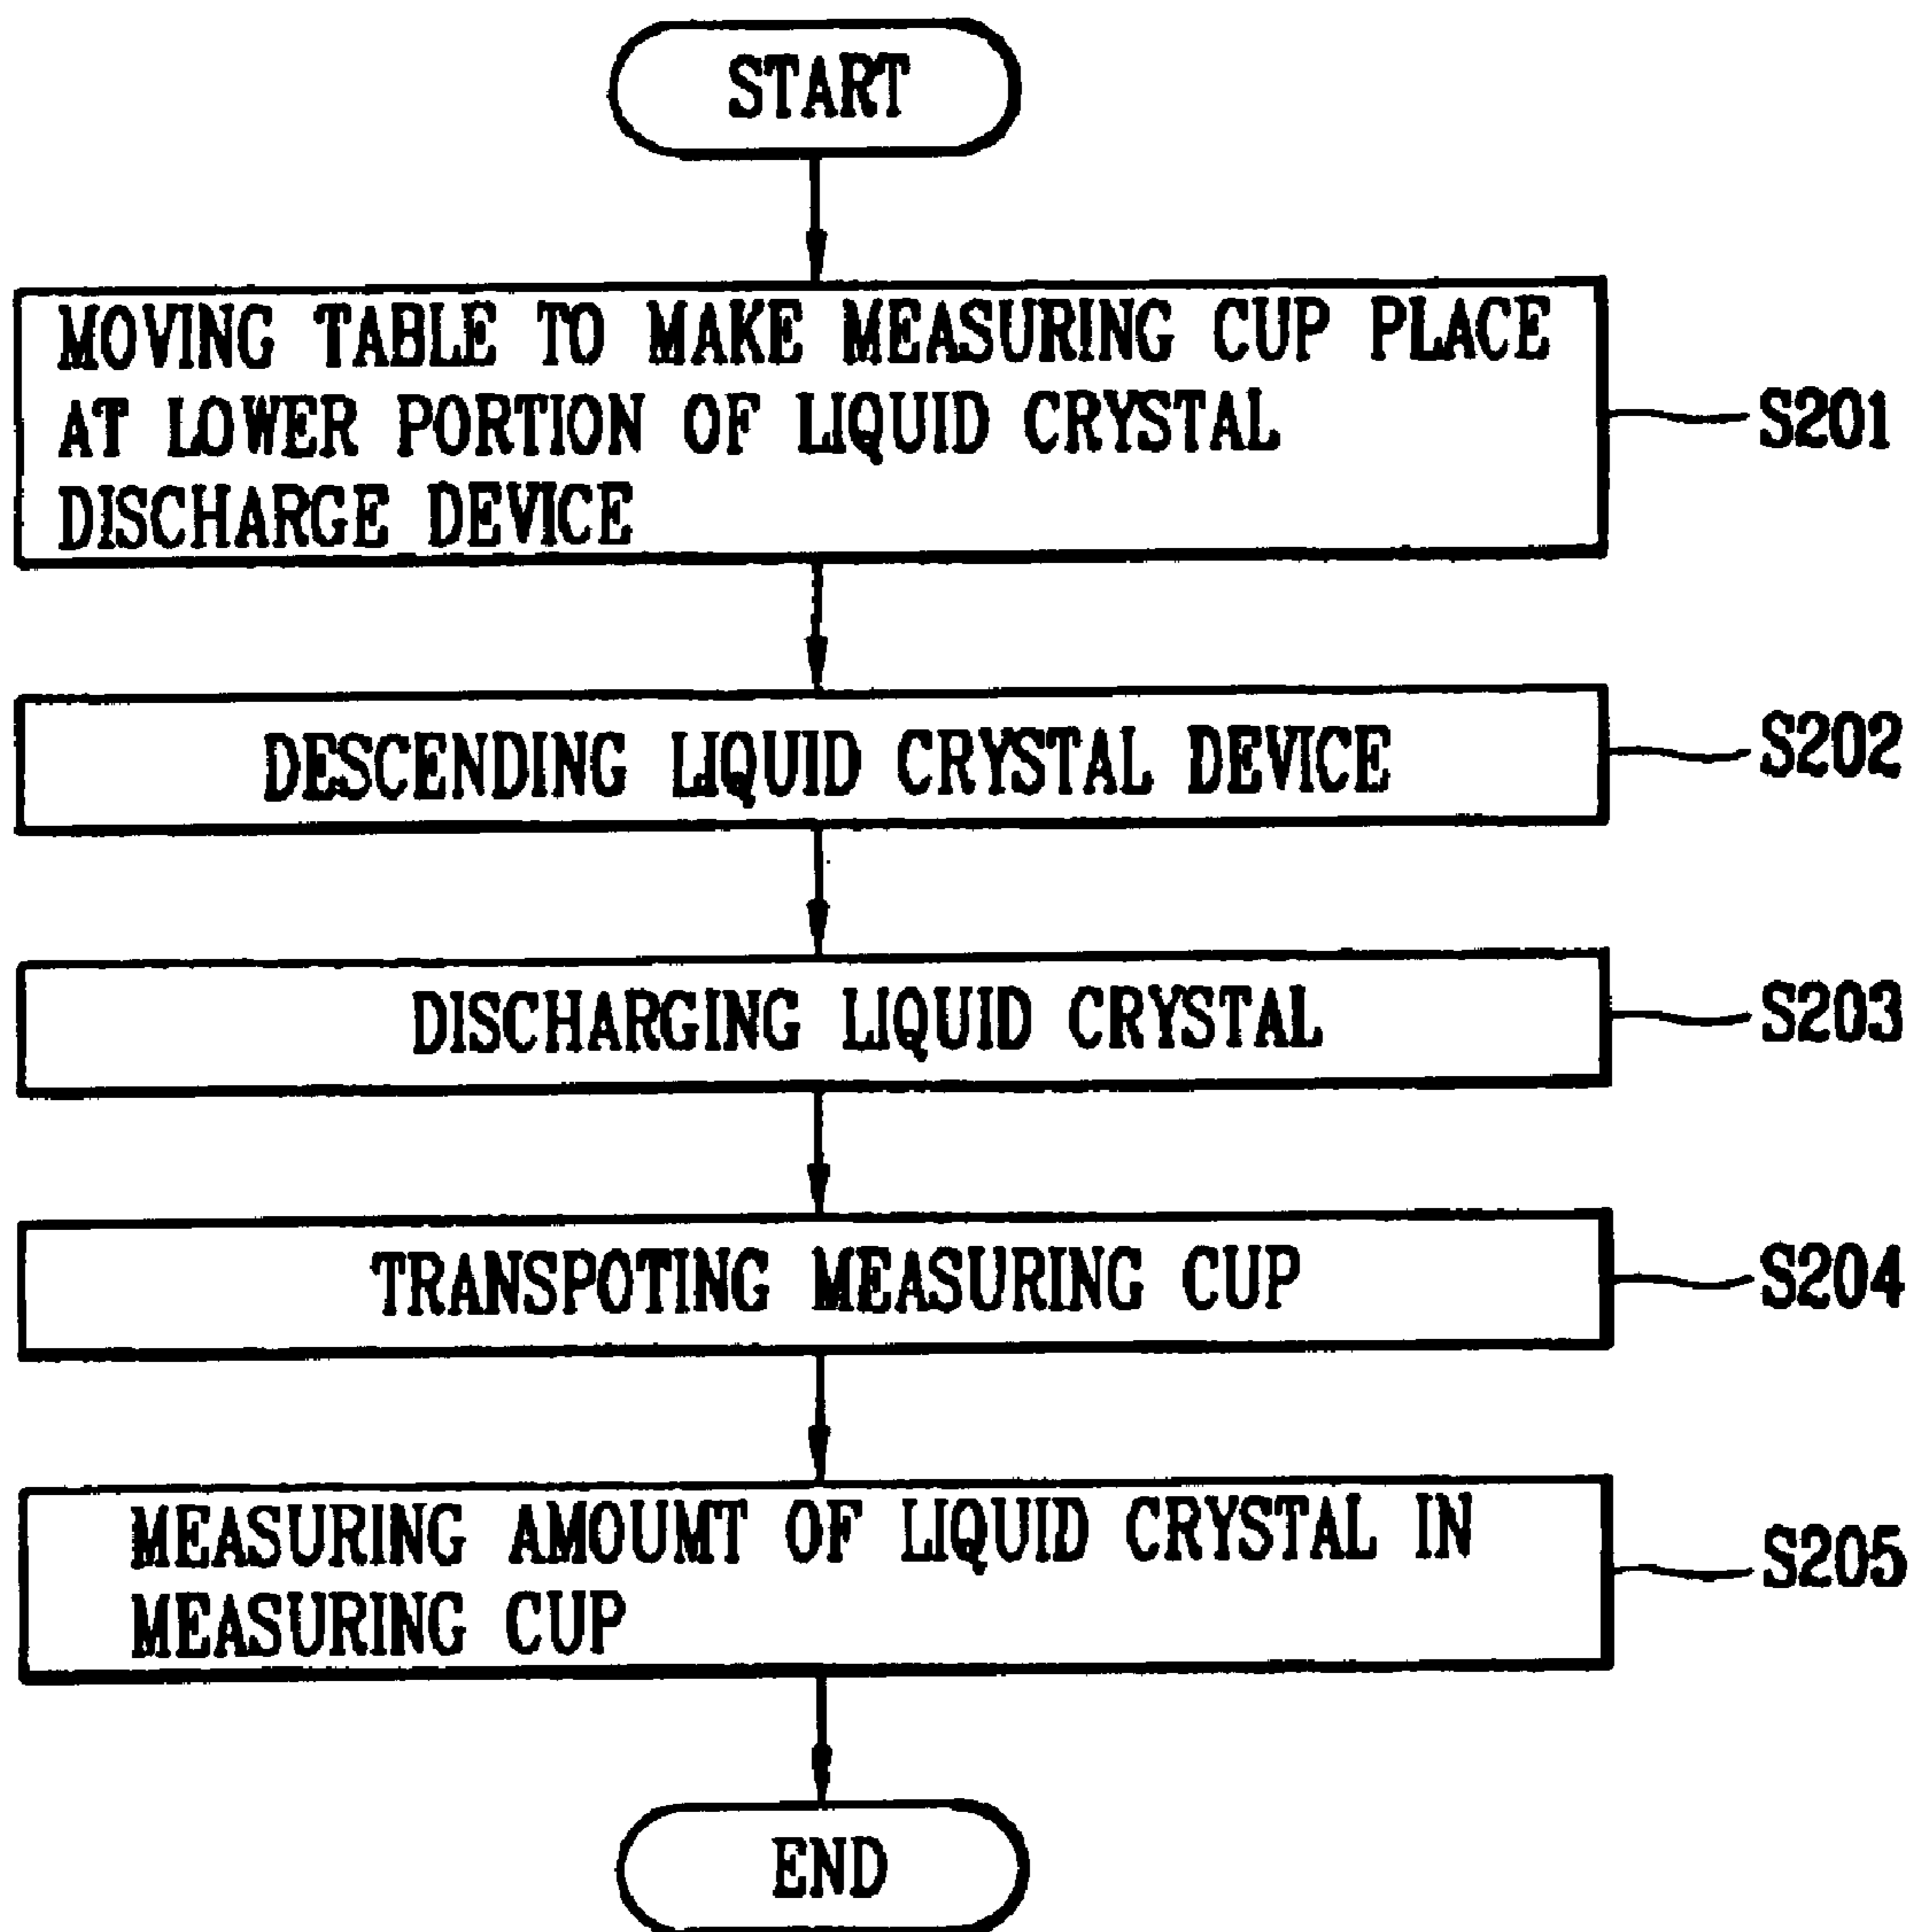 START
MOVING TABLE TO MAKE MEASURING CUP PLACE
AT LOWER PORTION OF LIQUID CRYSTAL
DISCHARGE DEVICE
S201
DESCENDING LIQUID CRYSTAL DEVICE
S202
DISCHARGING LIQUID CRYSTAL
S203
TRANSPOTING MEASURING CUP
S204
MEASURING AMOUMT OF LIQUID CRYSTAL IN
MEASURING CUP
S205
END